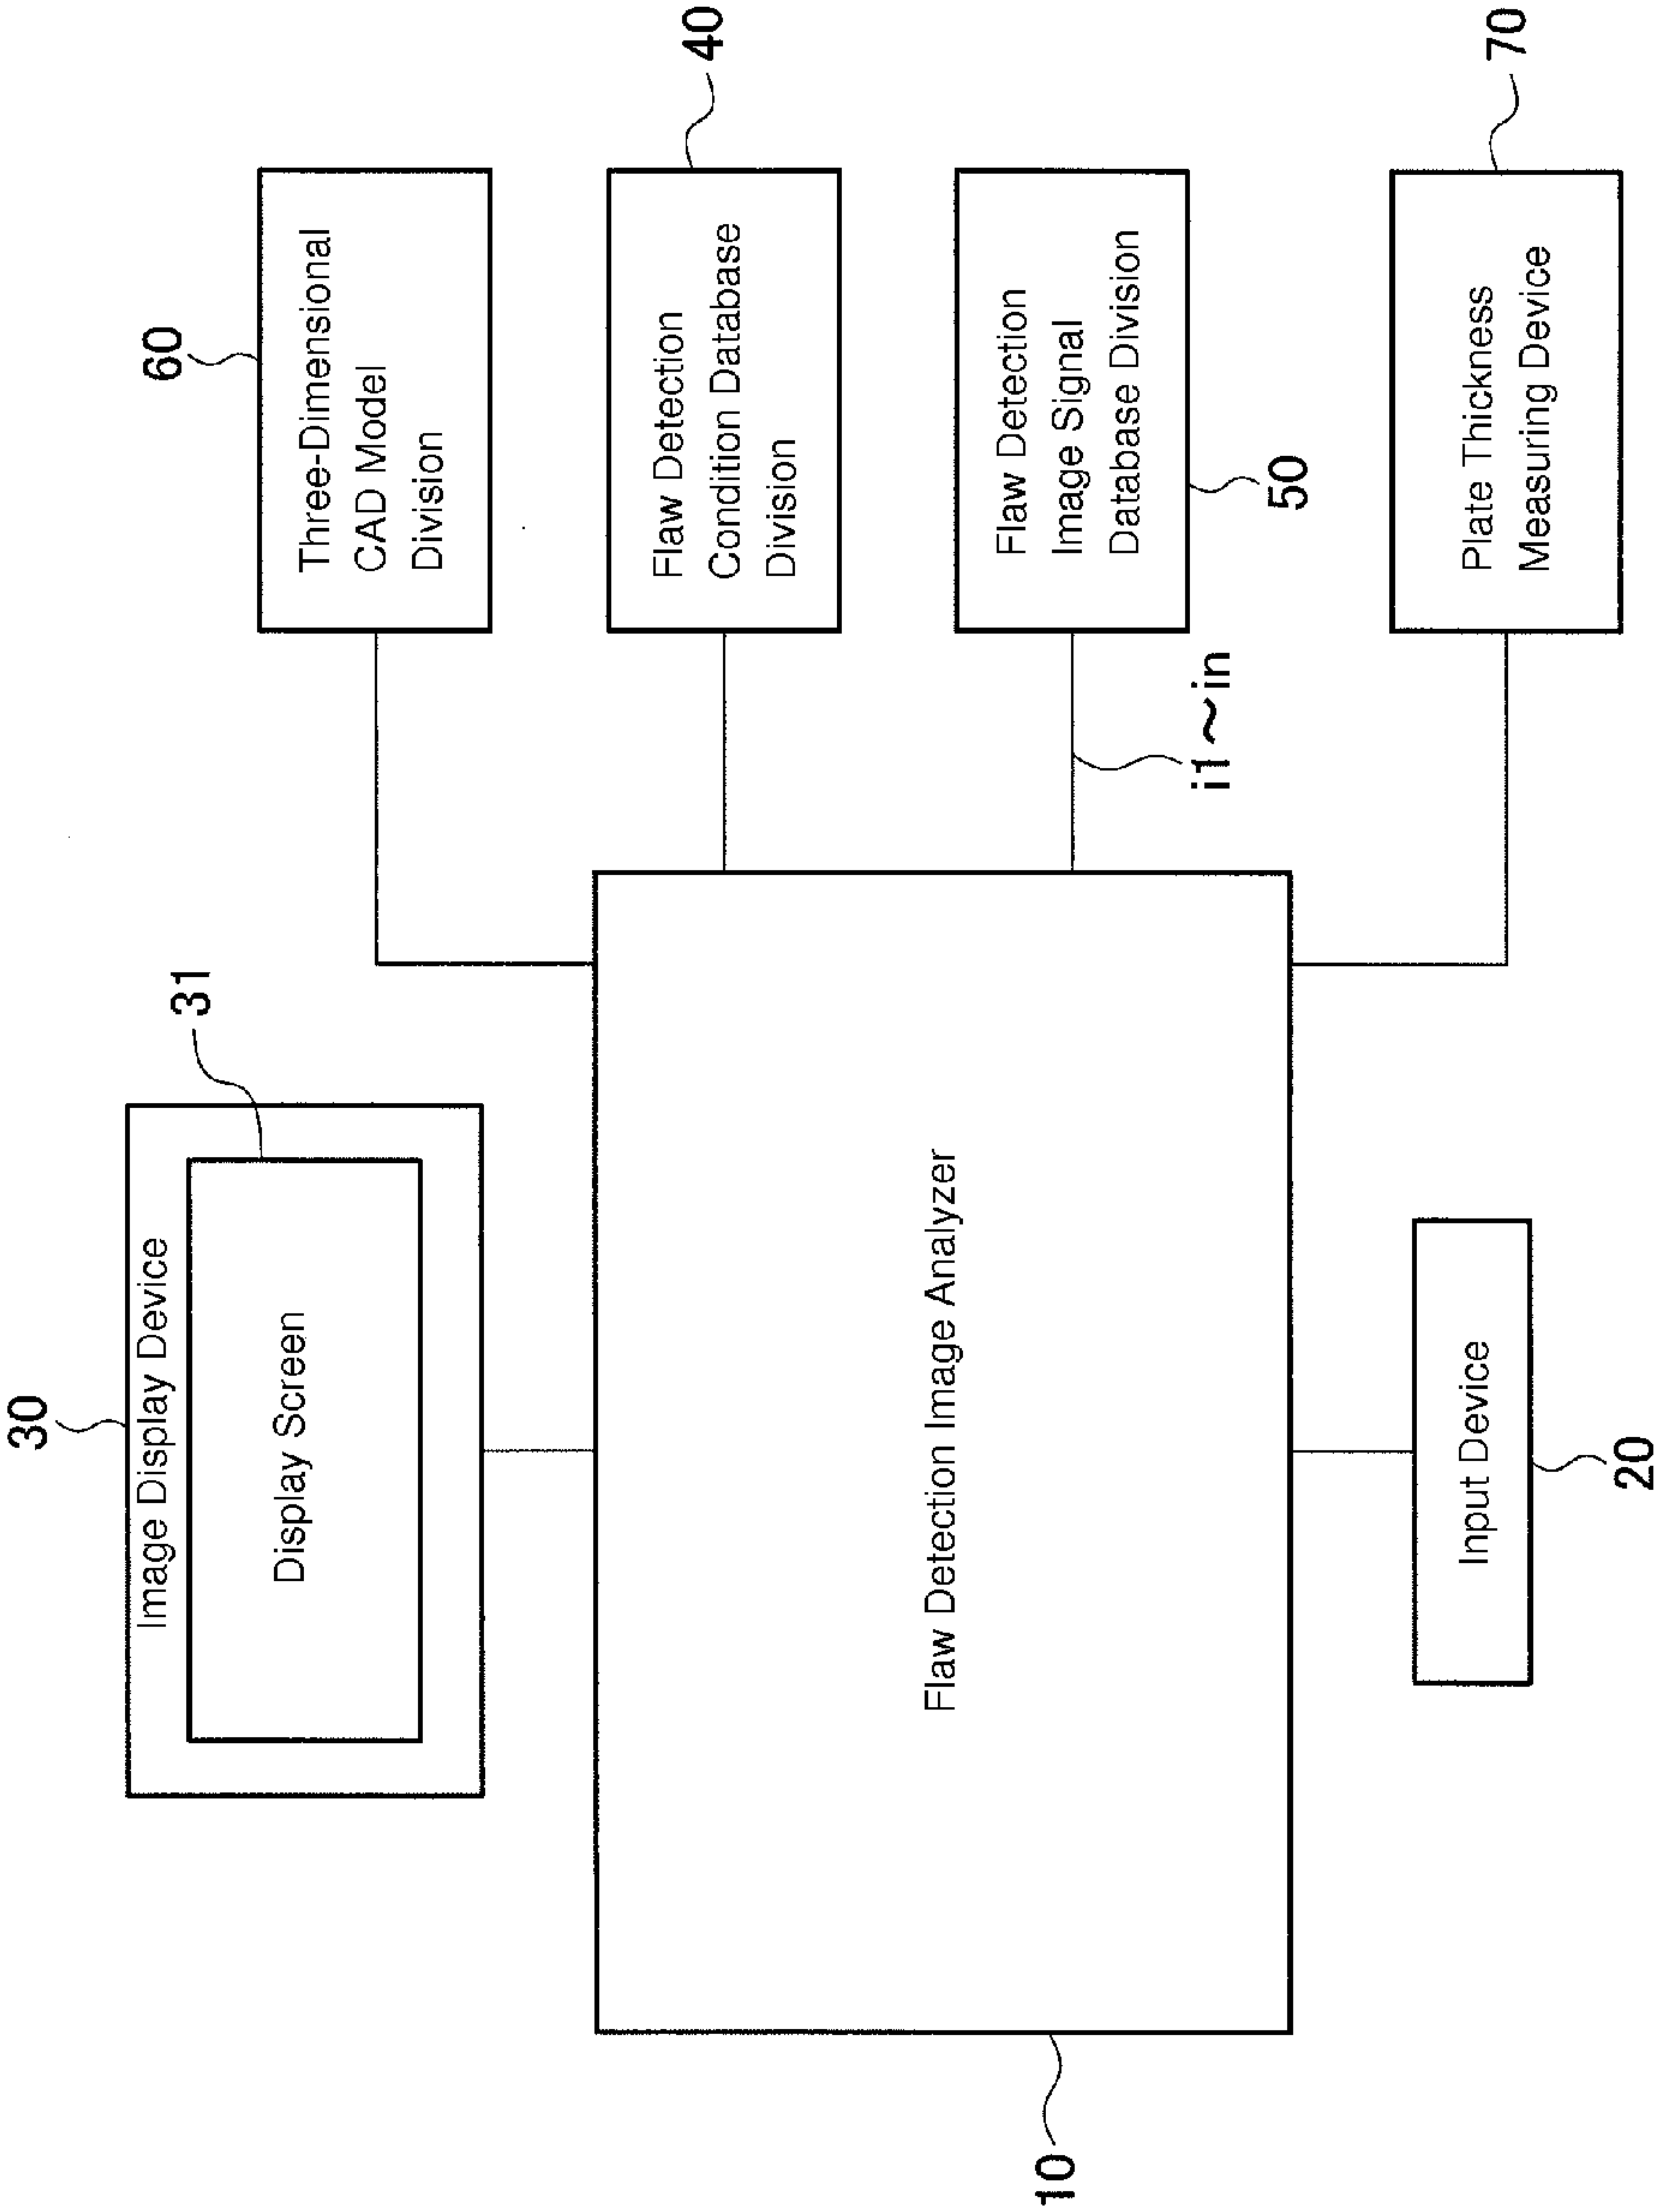 30
Image Display Device
31
Display Screen
60
Three-Dimensional
CAD Model
Division
40
Flaw Detection
Condition Database
Division
Flaw Detection
Image Signal
Database Division
50
i1~in
70
Plate Thickness
Measuring Device
10
Flaw Detection Image Analyzer
Input Device
20